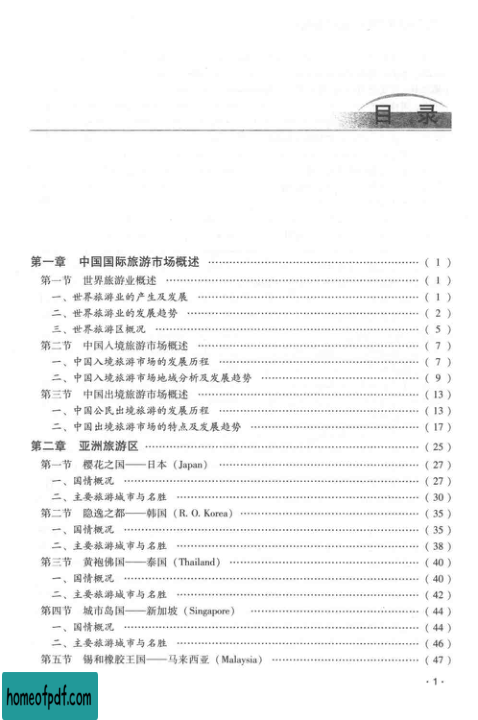 目 录
第一章 中国国际旅游市场概述 ……………………………… ( 1 )
第一节 世界旅游业概述 ……………………………… ( 1 )
一、世界旅游业的产生及发展 ……………………………… ( 1 )
二、世界旅游业的发展趋势 ……………………………… ( 2 )
三、世界旅游区概况 ……………………………… ( 5 )
第二节 中国入境旅游市场概述 ……………………………… ( 7 )
一、中国入境旅游市场的发展历程 ……………………………… ( 7 )
二、中国入境旅游市场地域分析及发展趋势 ……………………………… ( 9 )
第三节 中国出境旅游市场概述 ……………………………… ( 13 )
一、中国公民出境旅游的发展历程 ……………………………… ( 13 )
二、中国出境旅游市场的特点及发展趋势 ……………………………… ( 17 )
第二章 亚洲旅游区 ……………………………… ( 25 )
第一节 樱花之国——日本（Japan） ……………………………… ( 27 )
一、国情概况 ……………………………… ( 27 )
二、主要旅游城市与名胜 ……………………………… ( 30 )
第二节 隐逸之都——韩国（R. O. Korea） ……………………………… ( 35 )
一、国情概况 ……………………………… ( 35 )
二、主要旅游城市与名胜 ……………………………… ( 38 )
第三节 黄袍佛国——泰国（Thailand） ……………………………… ( 40 )
一、国情概况 ……………………………… ( 40 )
二、主要旅游城市与名胜 ……………………………… ( 42 )
第四节 城市岛国——新加坡（Singapore） ……………………………… ( 44 )
一、国情概况 ……………………………… ( 44 )
二、主要旅游城市与名胜 ……………………………… ( 46 )
第五节 锡和橡胶王国——马来西亚（Malaysia） ……………………………… ( 47 )
· 1 ·
homeofpdf.com